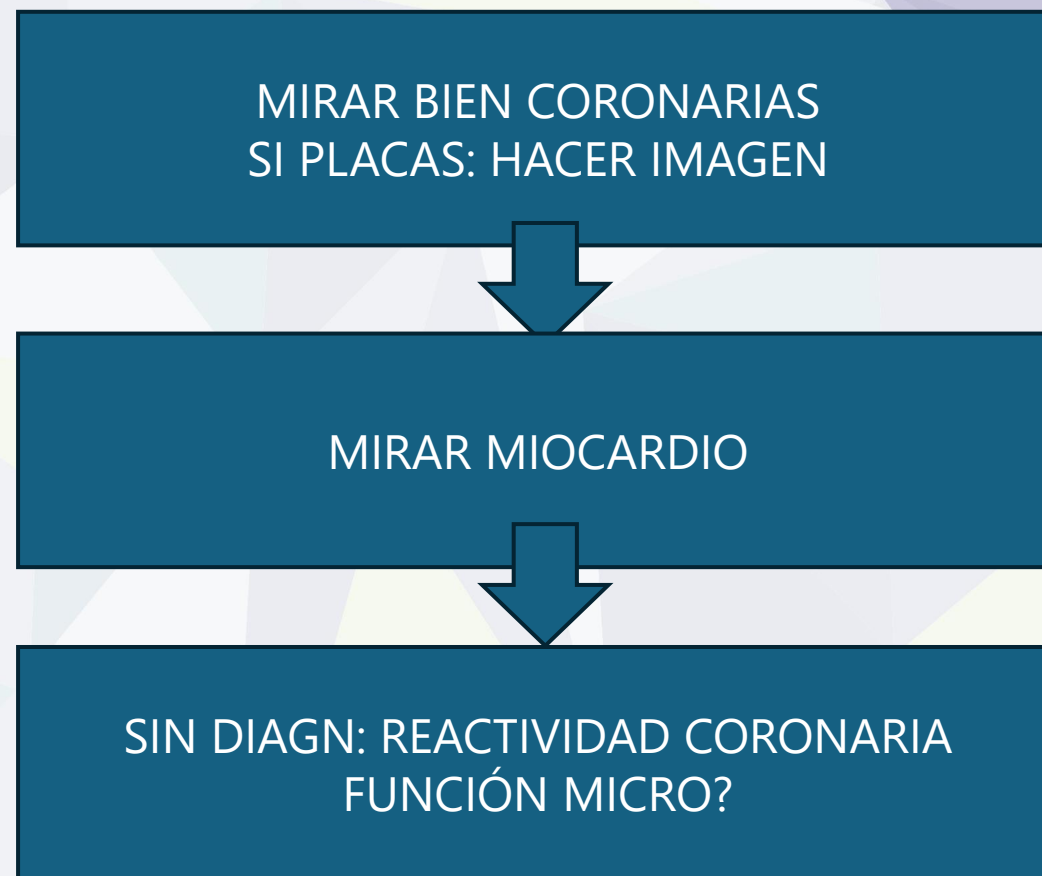 MIRAR BIEN CORONARIAS
SI PLACAS: HACER IMAGEN
MIRAR MIOCARDIO
SIN DIAGN: REACTIVIDAD CORONARIA
FUNCIÓN MICRO?